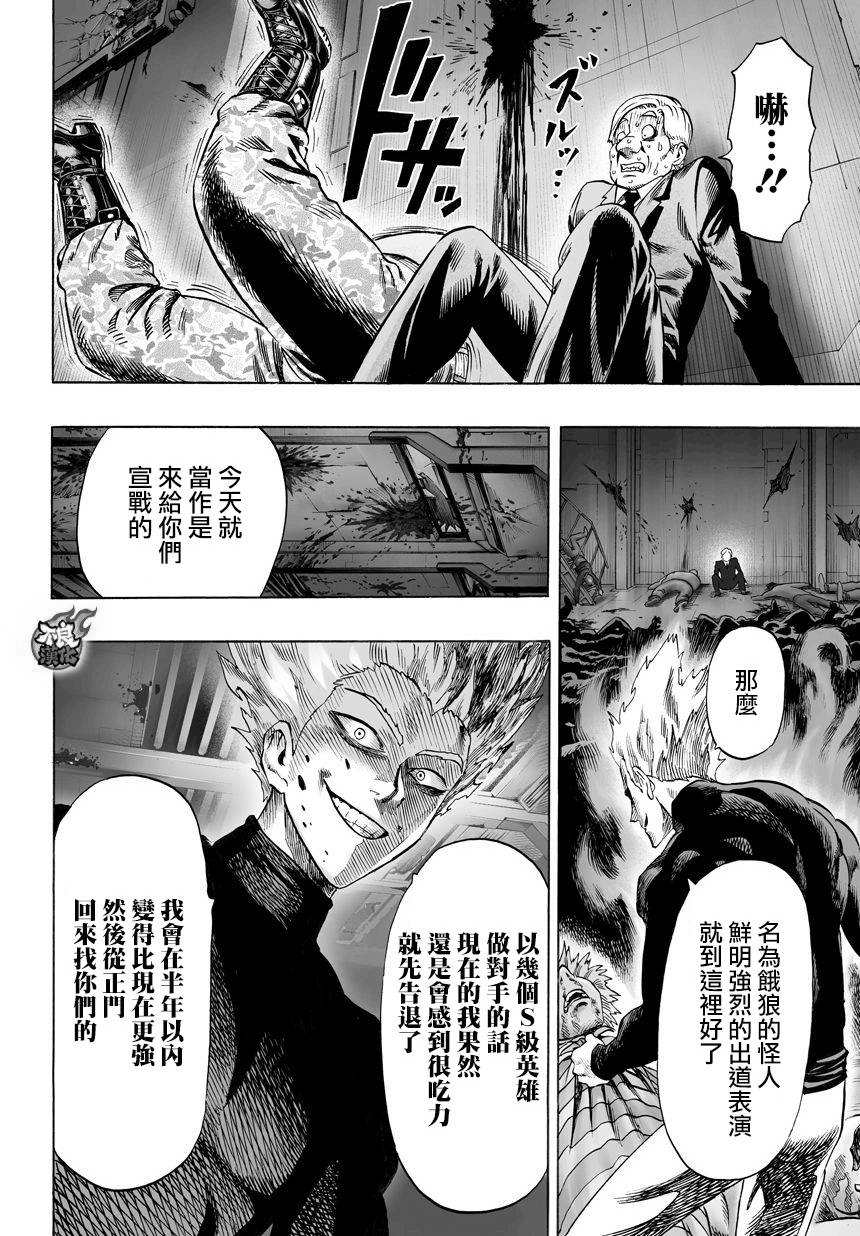 嚇…!!
ズルッ
ドサッ
那麼
名為餓狼的怪人
鮮明強烈的出道表演
就到這裡好了
今天就
當作是
來給你們
宣戰的
以幾個S級英雄
做對手的話
現在的我果然
還是會感到很吃力
就先告退了
我會在半年以內
變得比現在更強
然後從正門
回來找你們的
不良
漢化